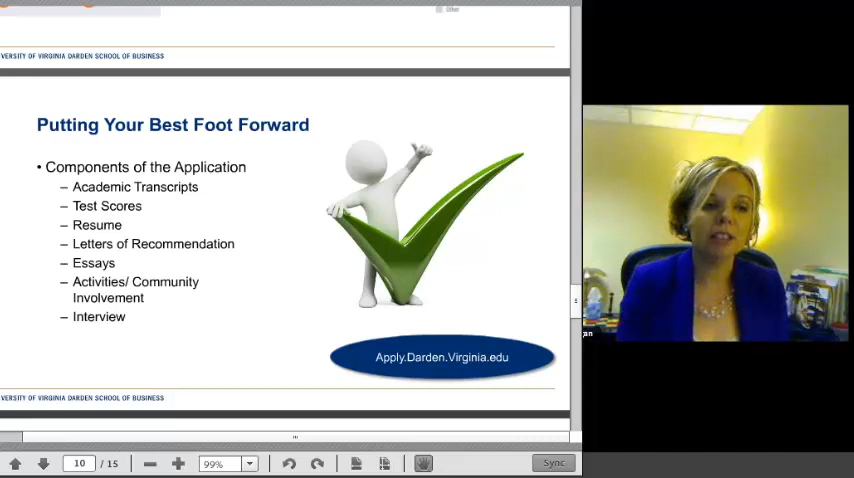 Other
VERSITY OF VIRGINIA DARDEN SCHOOL OF BUSINESS
Putting Your Best Foot Forward
• Components of the Application
– Academic Transcripts
– Test Scores
– Resume
– Letters of Recommendation
– Essays
– Activities/ Community
Involvement
– Interview
gan
Apply.Darden.Virginia.edu
VERSITY OF VIRGINIA DARDEN SCHOOL OF BUSINESS
10 / 15 99% Sync